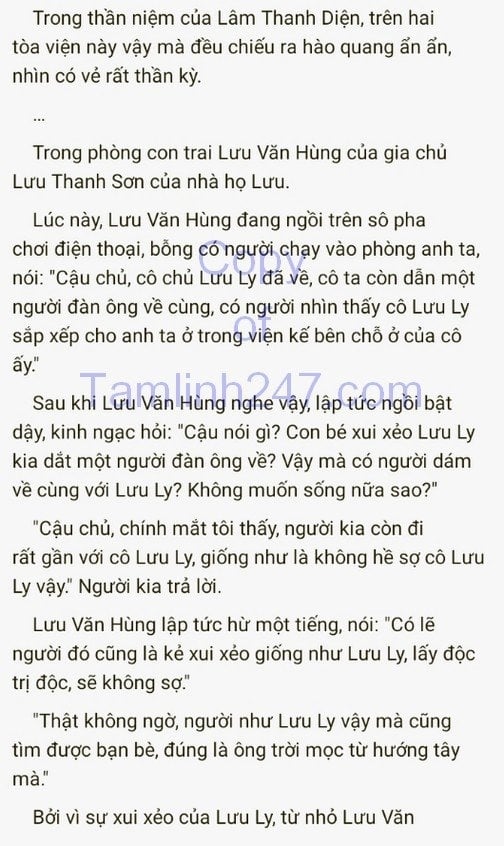 Trong thần niệm của Lâm Thanh Diện, trên hai
tòa viện này vậy mà đều chiếu ra hào quang ẩn ẩn,
nhìn có vẻ rất thần kỳ.
...
Trong phòng con trai Lưu Văn Hùng của gia chủ
Lưu Thanh Sơn của nhà họ Lưu.
Lúc này, Lưu Văn Hùng đang ngồi trên sô pha
chơi điện thoại, bỗng có người chạy vào phòng anh ta,
nói: "Cậu chủ, cô chủ Lưu Ly đã về, cô ta còn dẫn một
người đàn ông về cùng, có người nhìn thấy cô Lưu Ly
sắp xếp cho anh ta ở trong viện kế bên chỗ ở của cô
ấy."
Sau khi Lưu Văn Hùng nghe vậy, lập tức ngồi bật
dậy, kinh ngạc hỏi: "Cậu nói gì? Con bé xui xẻo Lưu Ly
kia dắt một người đàn ông về? Vậy mà có người dám
về cùng với Lưu Ly? Không muốn sống nữa sao?"
"Cậu chủ, chính mắt tôi thấy, người kia còn đi
rất gần với cô Lưu Ly, giống như là không hề sợ cô Lưu
Ly vậy." Người kia trả lời.
Lưu Văn Hùng lập tức hừ một tiếng, nói: "Có lẽ
người đó cũng là kẻ xui xẻo giống như Lưu Ly, lấy độc
trị độc, sẽ không sợ."
"Thật không ngờ, người như Lưu Ly vậy mà cũng
tìm được bạn bè, đúng là ông trời mọc từ hướng tây
mà."
Bởi vì sự xui xẻo của Lưu Ly, từ nhỏ Lưu Văn
Copy
of
Tamlinh247.com